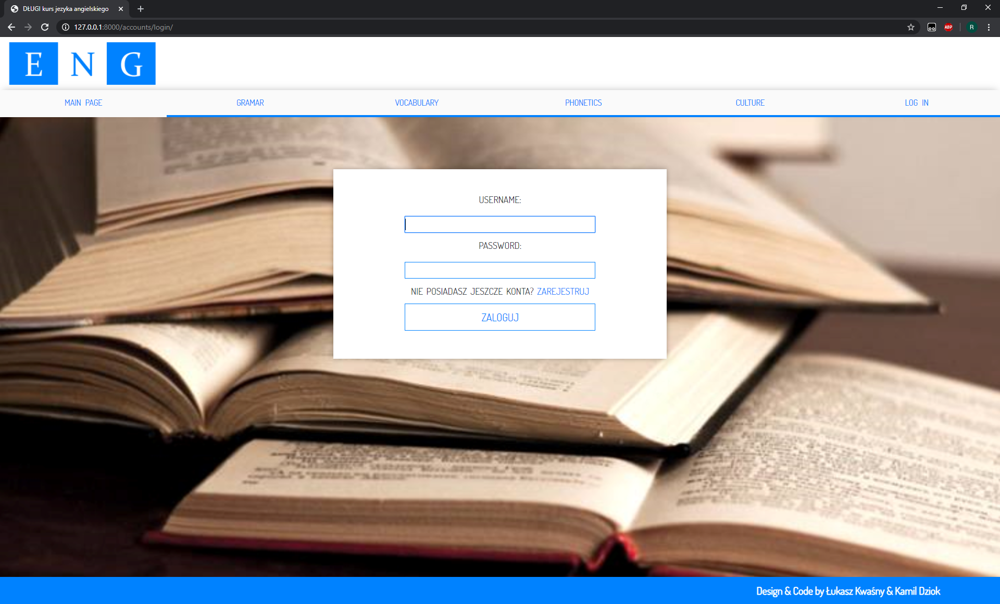 DŁUGI kurs jezyka angielskiego
127.0.0.1:8000/accounts/login/
ABP
R
E N G
MAIN PAGE GRAMAR VOCABULARY PHONETICS CULTURE LOG IN
USERNAME:
PASSWORD:
NIE POSIADASZ JESZCZE KONTA? ZAREJESTRUJ
ZALOGUJ
Design & Code by Łukasz Kwaśny & Kamil Dziok